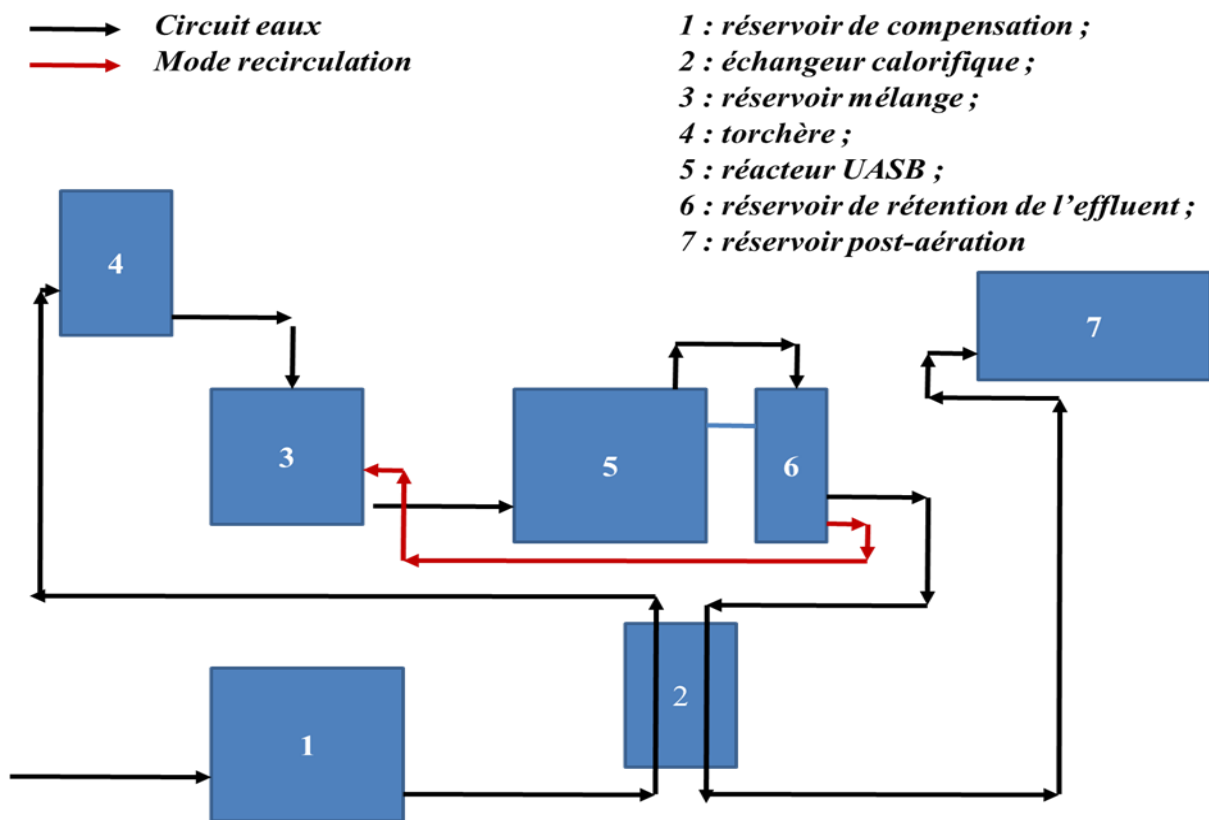 Circuit eaux
Mode recirculation
1 : réservoir de compensation ;
2 : échangeur calorifique ;
3 : réservoir mélange ;
4 : torchère ;
5 : réacteur UASB ;
6 : réservoir de rétention de l’effluent ;
7 : réservoir post-aération
4
7
3
5
6
2
1